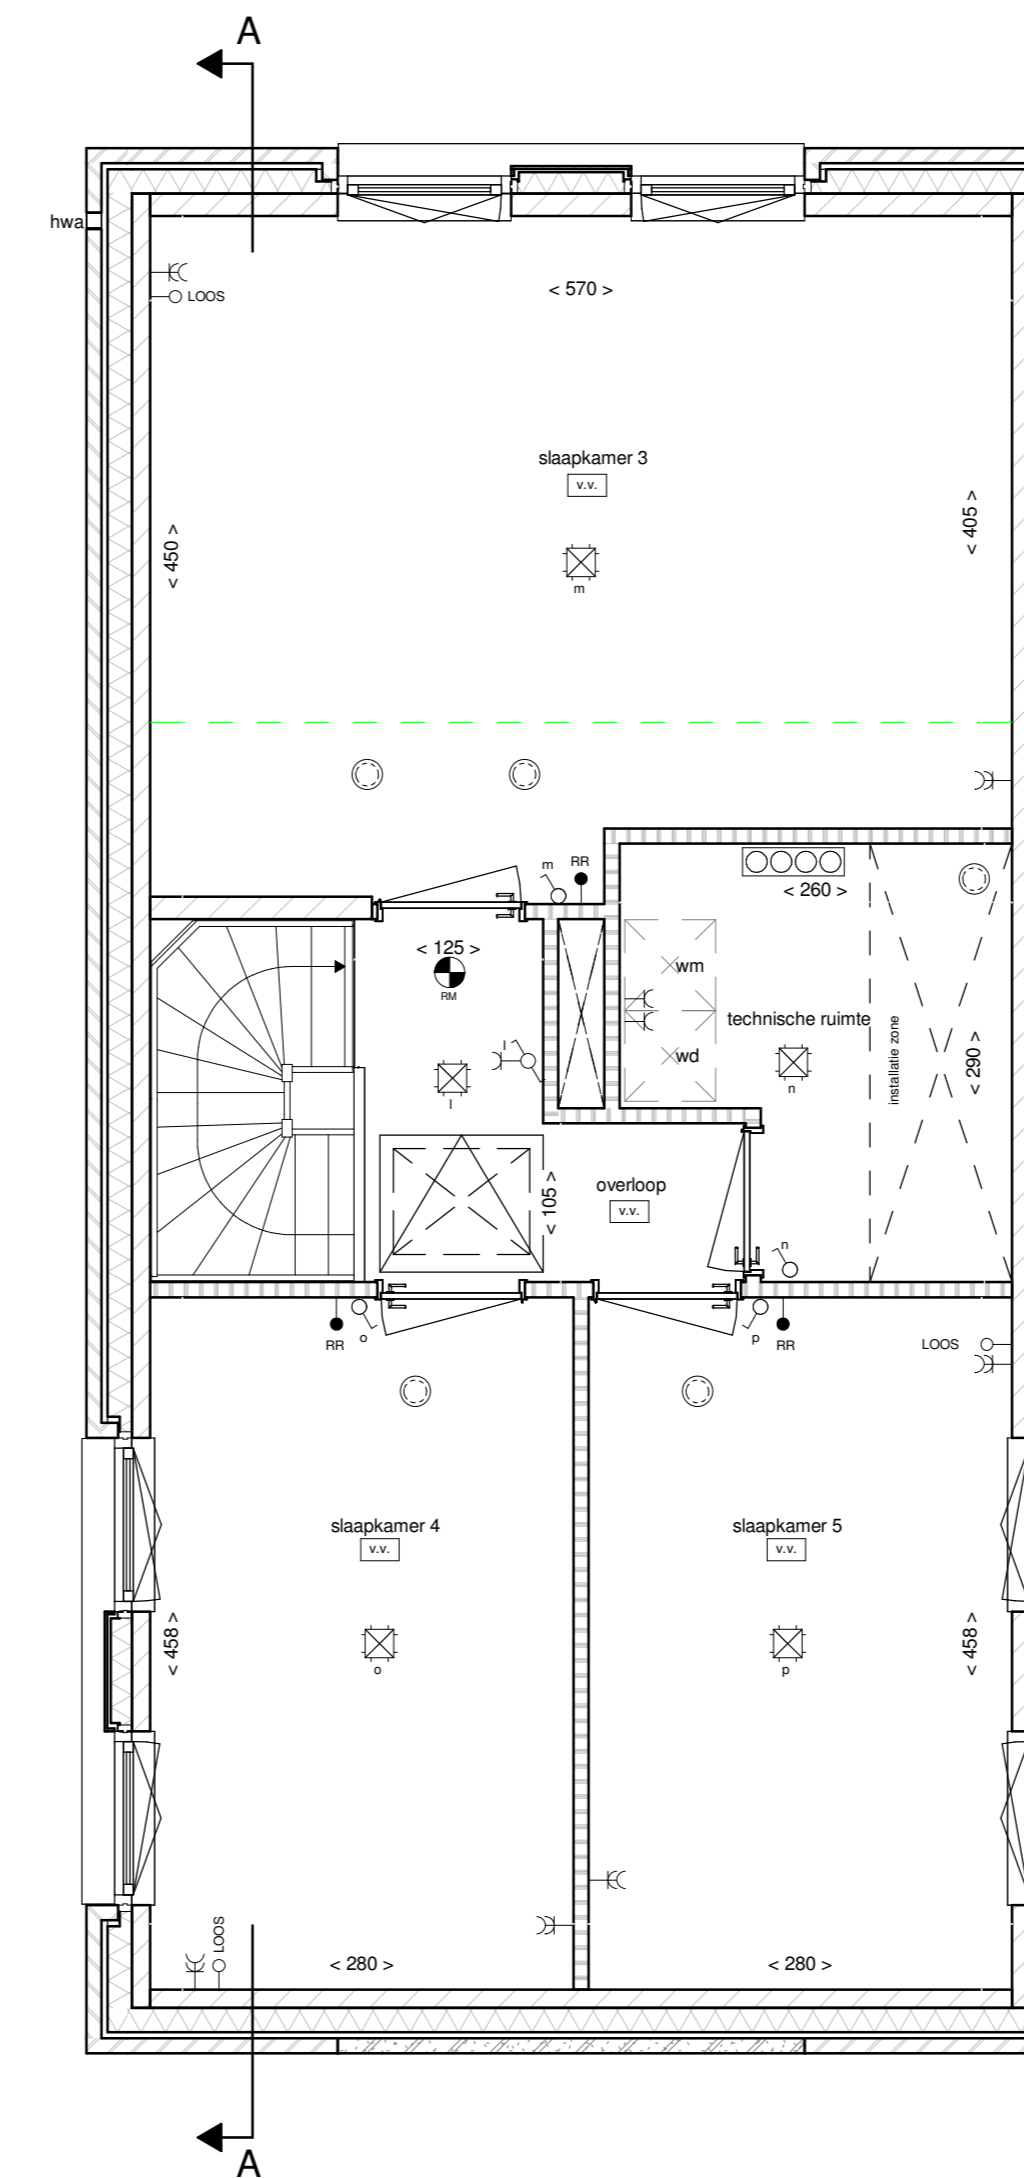 A
hwa
LOOS
< 570 >
slaapkamer 3
v.v.
< 450 >
< 405 >
m
m
RR
< 260 >
< 125 >
RM
wm
technische ruimte
installatie zone
< 290 >
l
wd
n
l
< 105 >
overloop
v.v.
n
RR
o
p
RR
LOOS
slaapkamer 4
v.v.
slaapkamer 5
v.v.
< 458 >
< 458 >
o
p
LOOS
< 280 >
< 280 >
A